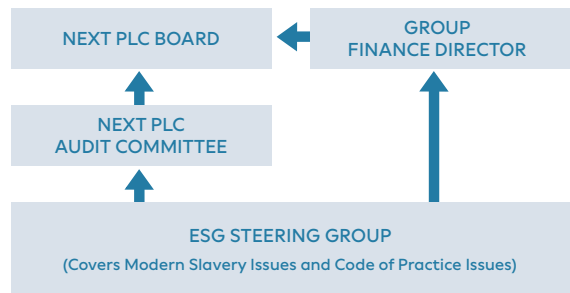 NEXT PLC BOARD
GROUP
FINANCE DIRECTOR
NEXT PLC
AUDIT COMMITTEE
ESG STEERING GROUP
(Covers Modern Slavery Issues and Code of Practice Issues)